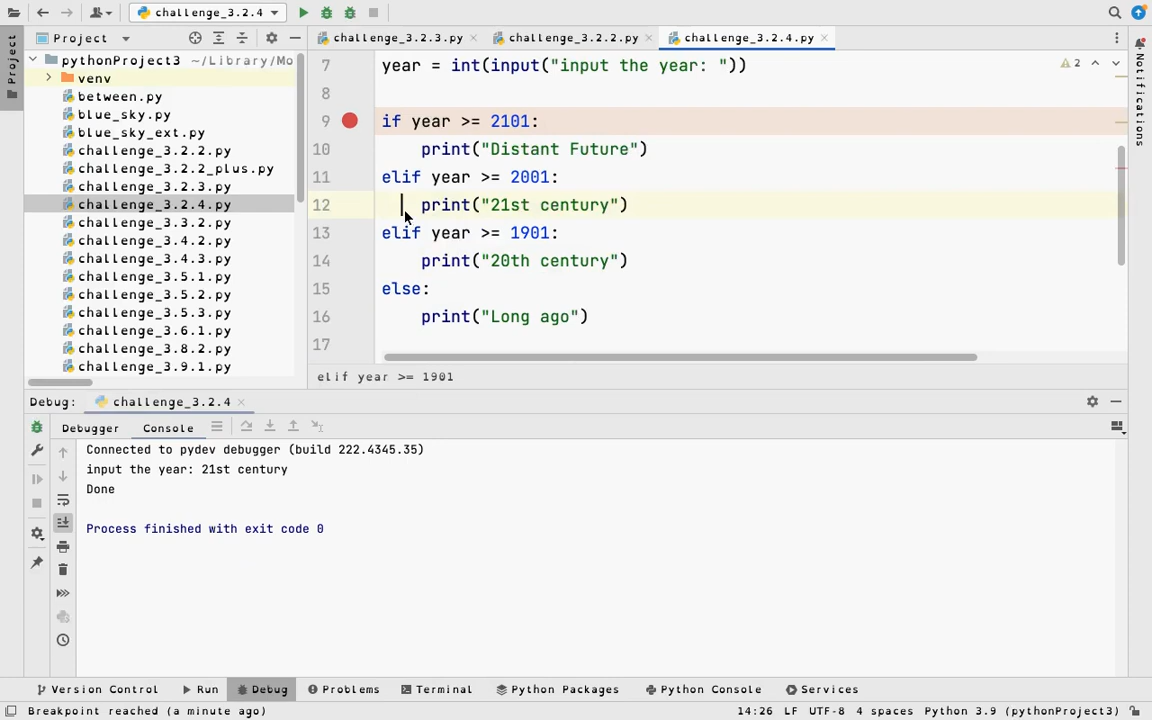 challenge_3.2.4
Project
pythonProject3 ~/Library/Mo
venv
between.py
blue_sky.py
blue_sky_ext.py
challenge_3.2.2.py
challenge_3.2.2_plus.py
challenge_3.2.3.py
challenge_3.2.4.py
challenge_3.3.2.py
challenge_3.4.2.py
challenge_3.4.3.py
challenge_3.5.1.py
challenge_3.5.2.py
challenge_3.5.3.py
challenge_3.6.1.py
challenge_3.8.2.py
challenge_3.9.1.py
Project
challenge_3.2.3.py challenge_3.2.2.py challenge_3.2.4.py
2
7 year = int(input("input the year: "))
8
9 if year >= 2101:
10 print("Distant Future")
11 elif year >= 2001:
12 print("21st century")
13 elif year >= 1901:
14 print("20th century")
15 else:
16 print("Long ago")
17
elif year >= 1901
Notifications
Debug: challenge_3.2.4
Debugger Console
Connected to pydev debugger (build 222.4345.35)
input the year: 21st century
Done
Process finished with exit code 0
Version Control Run Debug Problems Terminal Python Packages Python Console Services
Breakpoint reached (a minute ago) 14:26 LF UTF-8 4 spaces Python 3.9 (pythonProject3)